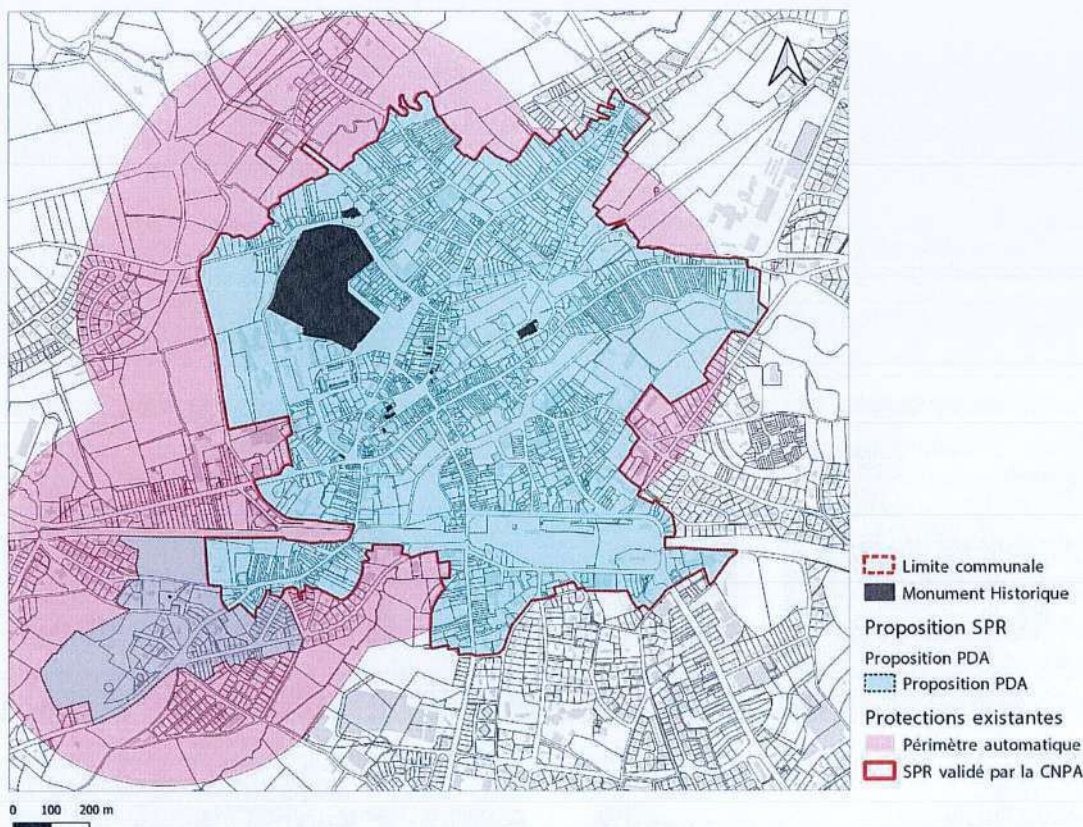 Limite communale
Monument Historique
Proposition SPR
Proposition PDA
Proposition PDA
Protections existantes
Périmètre automatique
SPR validé par la CNPA
0 100 200 m